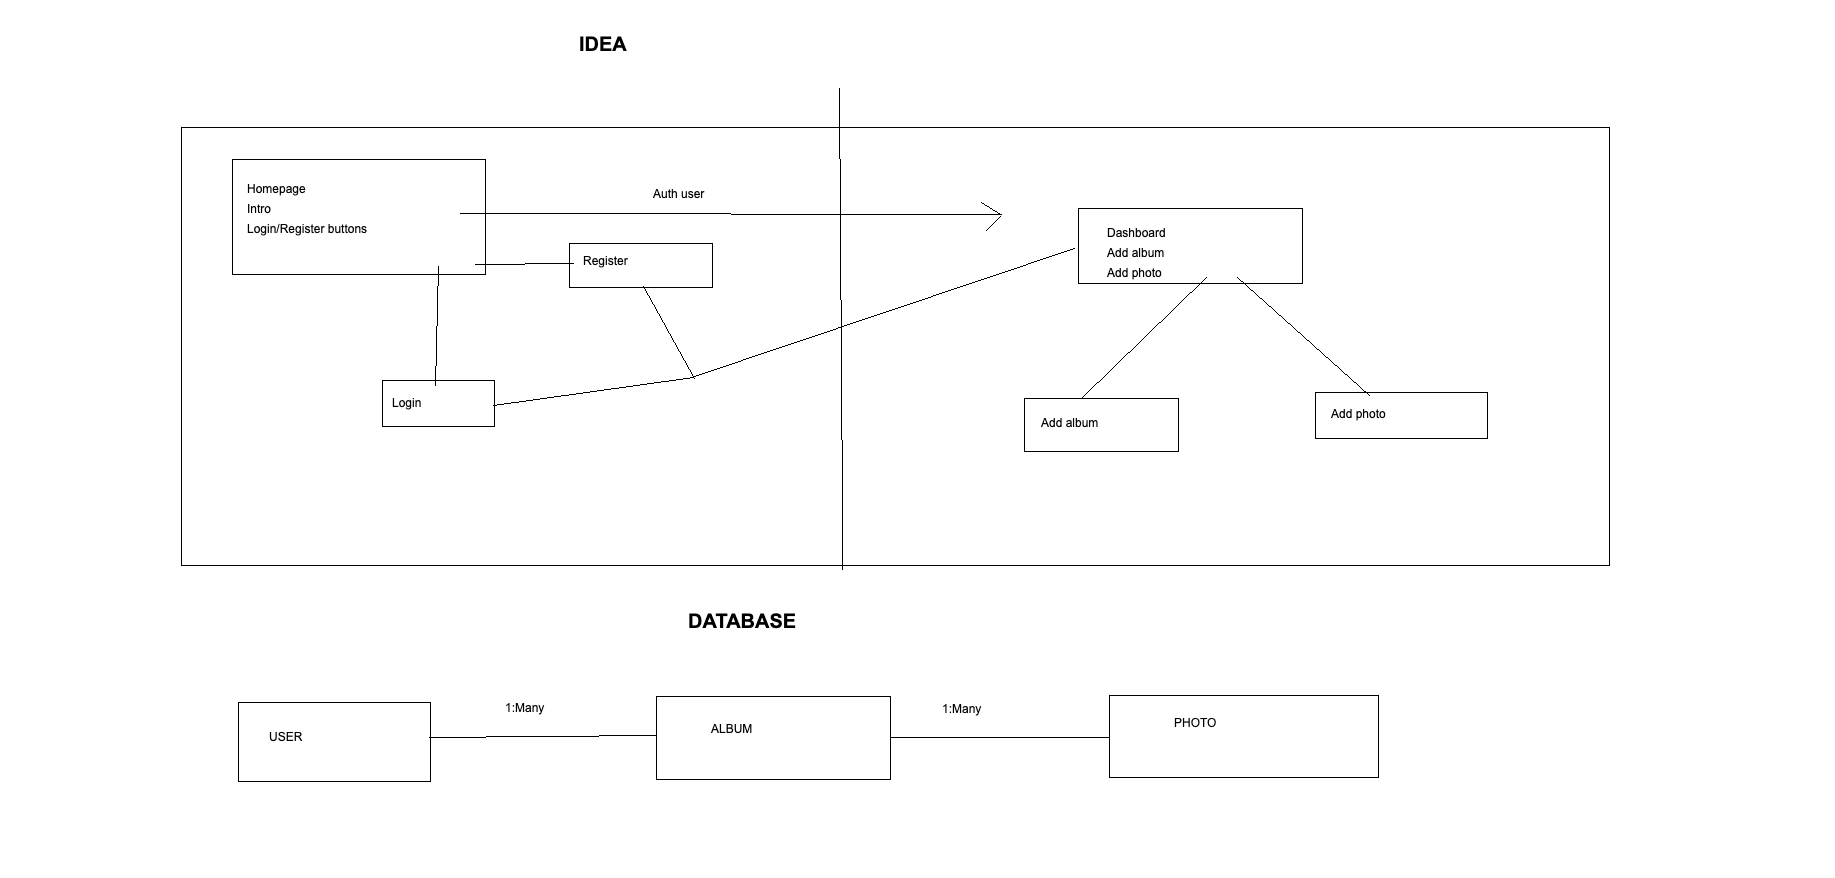 IDEA
Homepage
Intro
Login/Register buttons
Auth user
Register
Login
Dashboard
Add album
Add photo
Add album
Add photo
DATABASE
USER
1:Many
ALBUM
1:Many
PHOTO